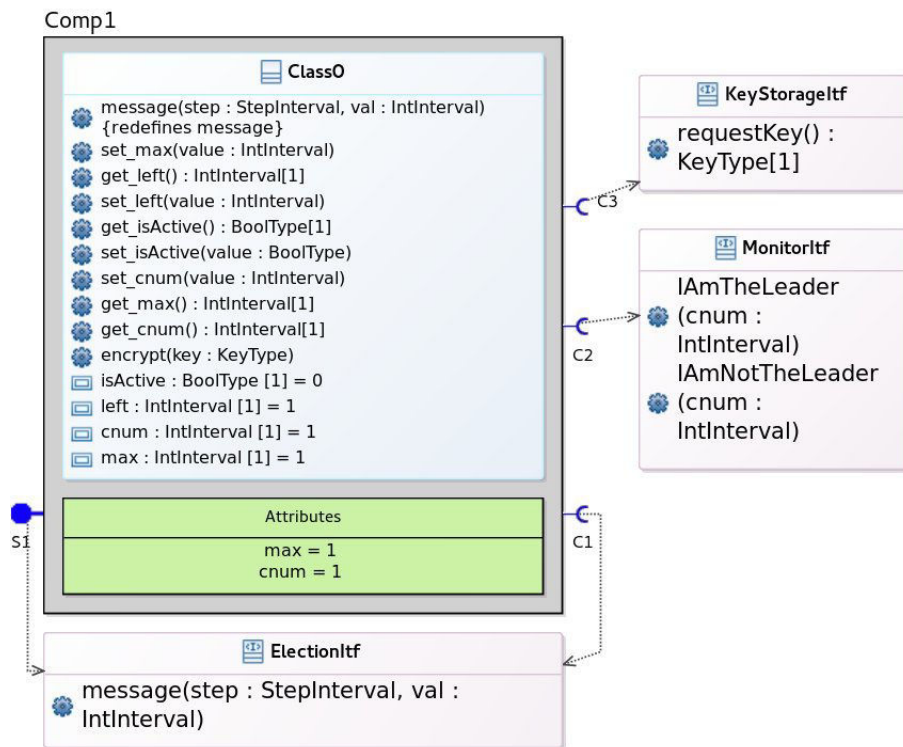 Comp1
ClassO
message(step : StepInterval, val : IntInterval)
{redefines message}
set_max(value : IntInterval)
get_left() : IntInterval[1]
set_left(value : IntInterval)
get_isActive() : BoolType[1]
set_isActive(value : BoolType)
set_cnum(value : IntInterval)
get_max() : IntInterval[1]
get_cnum() : IntInterval[1]
encrypt(key : KeyType)
isActive : BoolType [1] = 0
left : IntInterval [1] = 1
cnum : IntInterval [1] = 1
max : IntInterval [1] = 1
Attributes
max = 1
cnum = 1
S1
C3
C2
C1
<I>
KeyStorageItf
requestKey() :
KeyType[1]
<I>
MonitorItf
IAmTheLeader
(cnum :
IntInterval)
IAmNotTheLeader
(cnum :
IntInterval)
<I>
ElectionItf
message(step : StepInterval, val :
IntInterval)